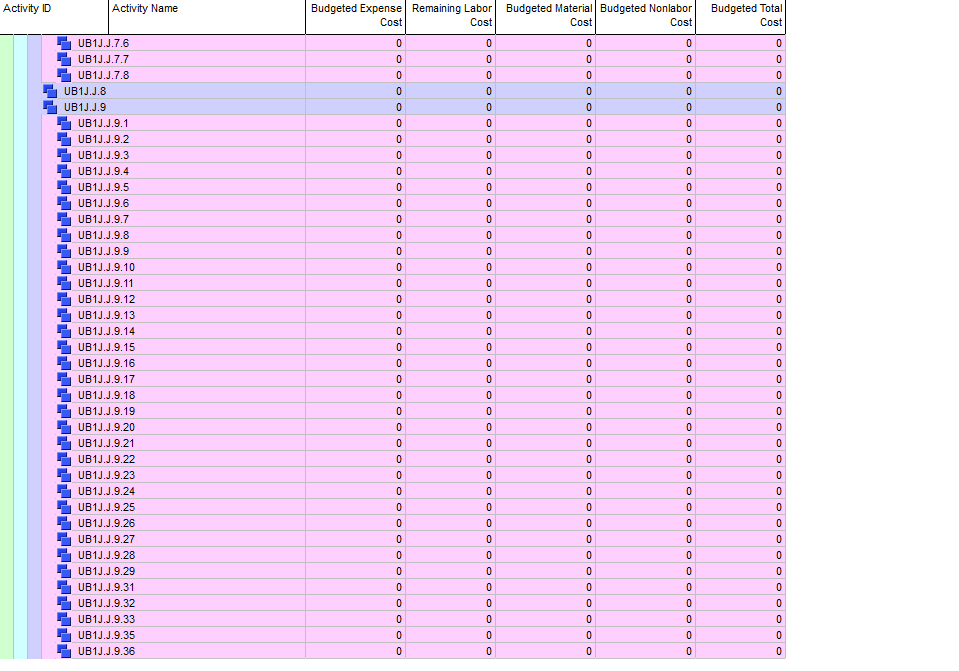 Activity ID Activity Name Budgeted Expense Cost Remaining Labor Cost Budgeted Material Cost Budgeted Nonlabor Cost Budgeted Total Cost
UB1J.J.7.6 0 0 0 0 0
UB1J.J.7.7 0 0 0 0 0
UB1J.J.7.8 0 0 0 0 0
UB1J.J.8 0 0 0 0 0
UB1J.J.9 0 0 0 0 0
UB1J.J.9.1 0 0 0 0 0
UB1J.J.9.2 0 0 0 0 0
UB1J.J.9.3 0 0 0 0 0
UB1J.J.9.4 0 0 0 0 0
UB1J.J.9.5 0 0 0 0 0
UB1J.J.9.6 0 0 0 0 0
UB1J.J.9.7 0 0 0 0 0
UB1J.J.9.8 0 0 0 0 0
UB1J.J.9.9 0 0 0 0 0
UB1J.J.9.10 0 0 0 0 0
UB1J.J.9.11 0 0 0 0 0
UB1J.J.9.12 0 0 0 0 0
UB1J.J.9.13 0 0 0 0 0
UB1J.J.9.14 0 0 0 0 0
UB1J.J.9.15 0 0 0 0 0
UB1J.J.9.16 0 0 0 0 0
UB1J.J.9.17 0 0 0 0 0
UB1J.J.9.18 0 0 0 0 0
UB1J.J.9.19 0 0 0 0 0
UB1J.J.9.20 0 0 0 0 0
UB1J.J.9.21 0 0 0 0 0
UB1J.J.9.22 0 0 0 0 0
UB1J.J.9.23 0 0 0 0 0
UB1J.J.9.24 0 0 0 0 0
UB1J.J.9.25 0 0 0 0 0
UB1J.J.9.26 0 0 0 0 0
UB1J.J.9.27 0 0 0 0 0
UB1J.J.9.28 0 0 0 0 0
UB1J.J.9.29 0 0 0 0 0
UB1J.J.9.31 0 0 0 0 0
UB1J.J.9.32 0 0 0 0 0
UB1J.J.9.33 0 0 0 0 0
UB1J.J.9.35 0 0 0 0 0
UB1J.J.9.36 0 0 0 0 0